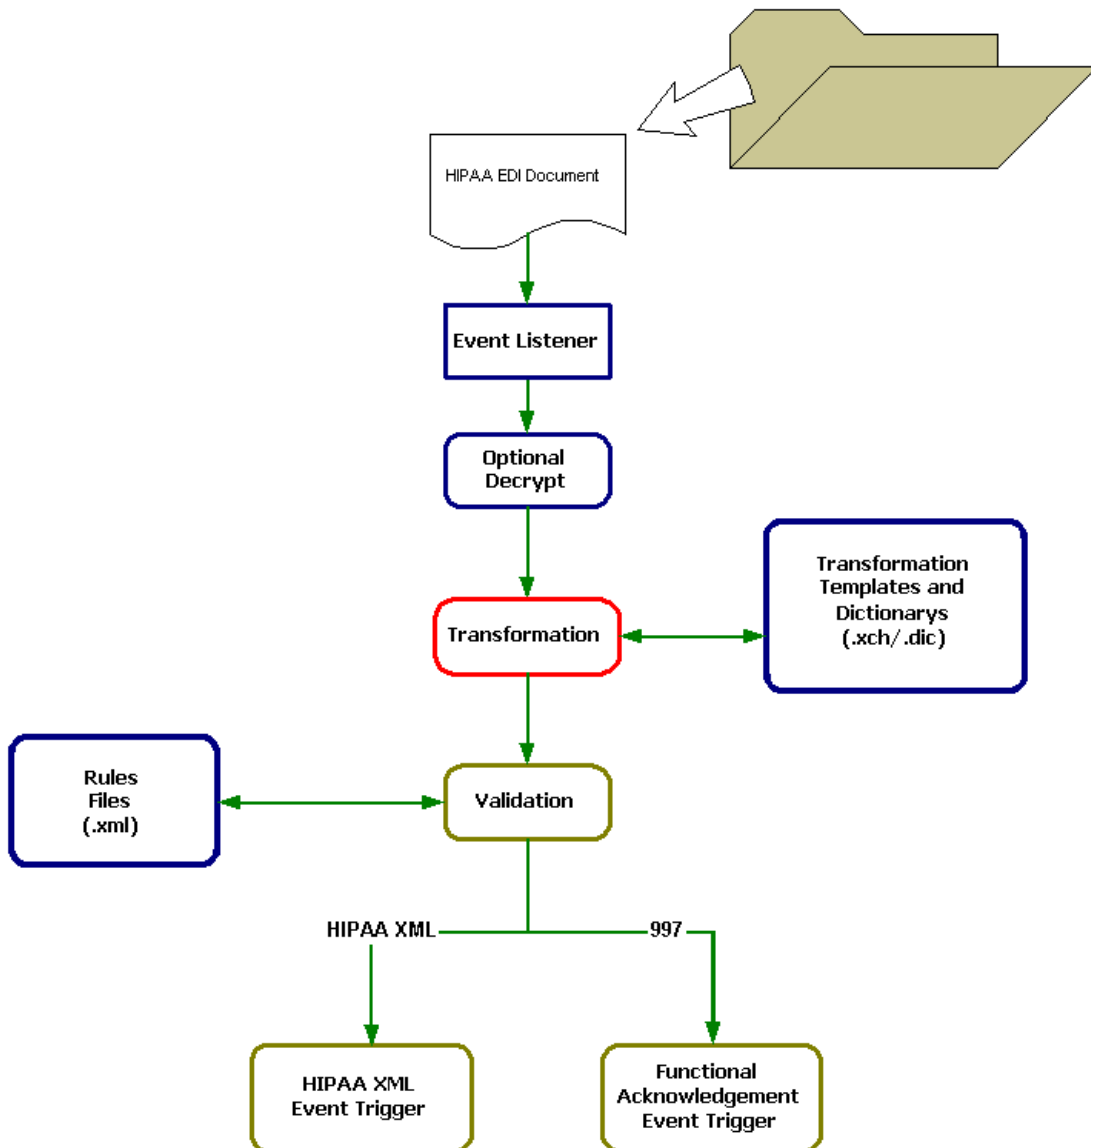 HIPAA EDI Document
Event Listener
Optional
Decrypt
Transformation
Transformation
Templates and
Dictionarys
(.xch/.dic)
Rules
Files
(.xml)
Validation
HIPAA XML
997
HIPAA XML
Event Trigger
Functional
Acknowledgement
Event Trigger